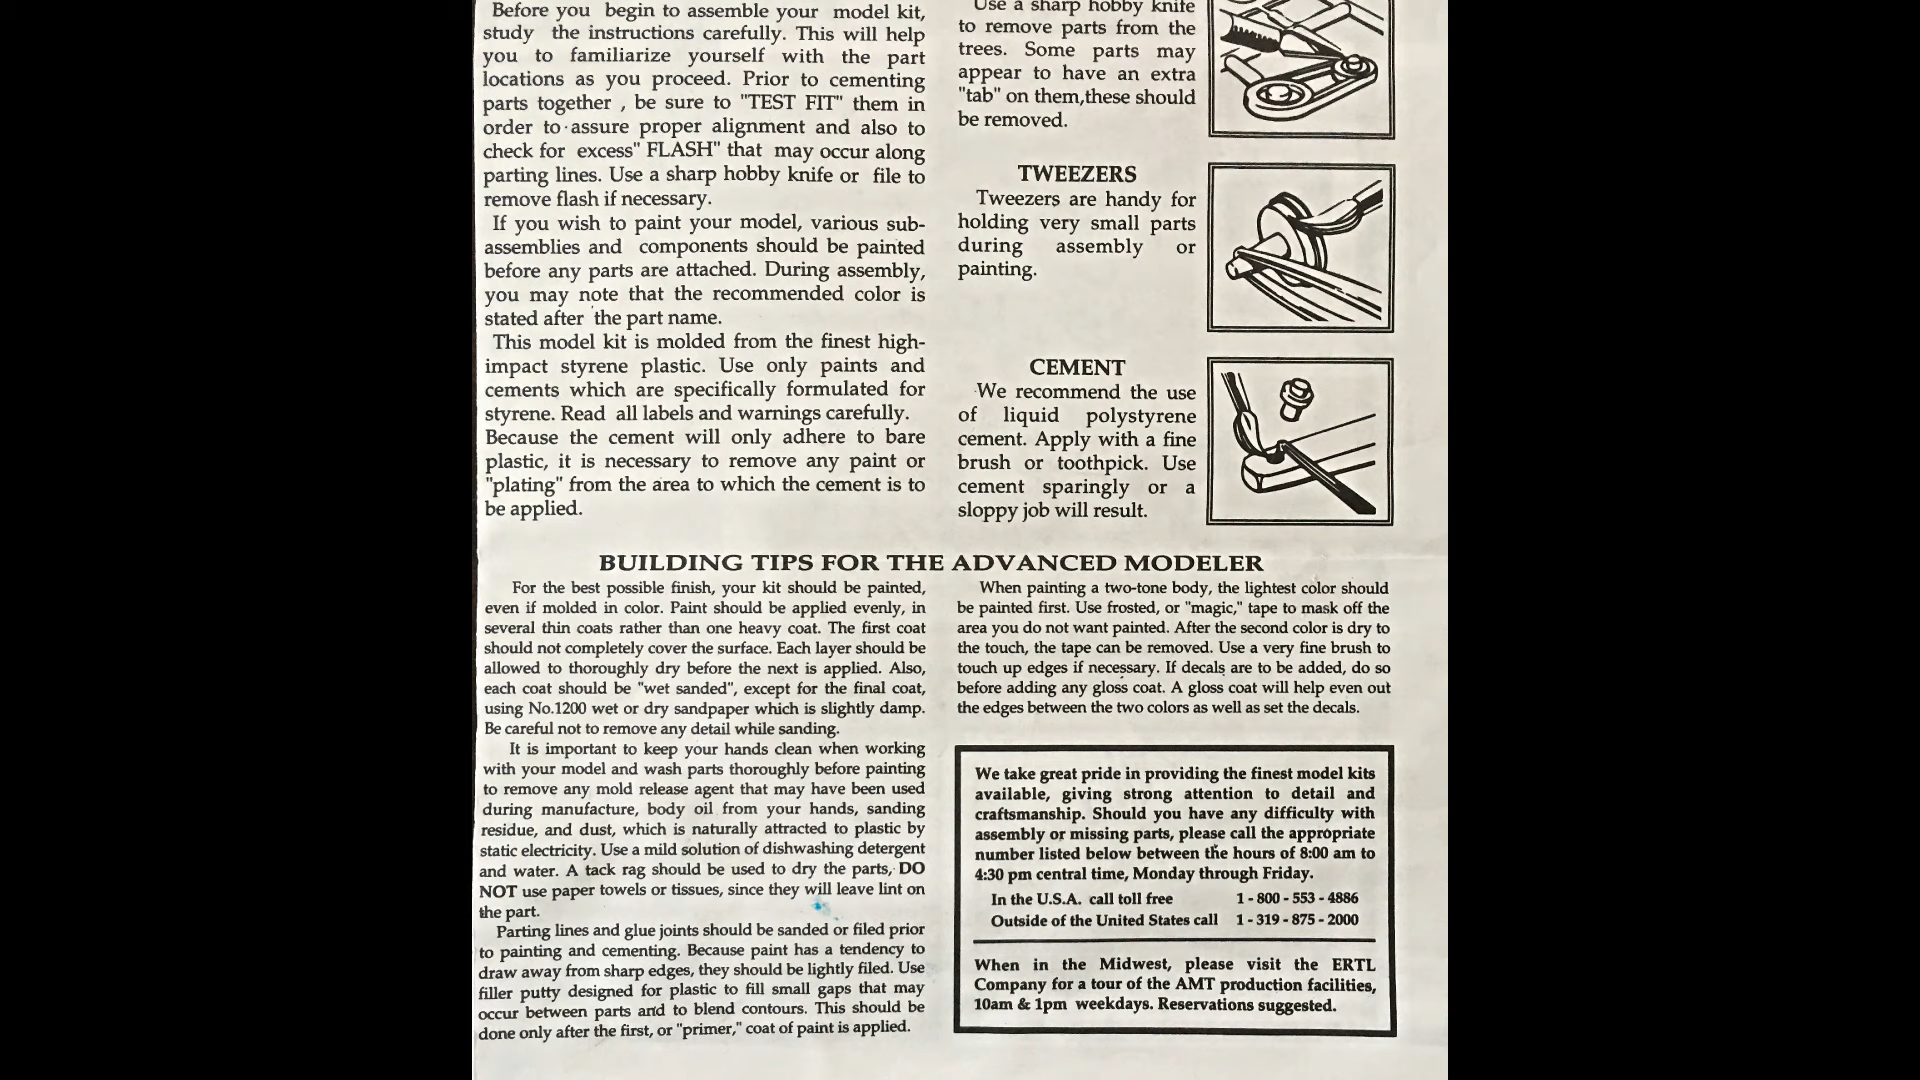 Before you begin to assemble your model kit,
study the instructions carefully. This will help
you to familiarize yourself with the part
locations as you proceed. Prior to cementing
parts together , be sure to "TEST FIT" them in
order to assure proper alignment and also to
check for excess" FLASH" that may occur along
parting lines. Use a sharp hobby knife or file to
remove flash if necessary.
If you wish to paint your model, various sub-
assemblies and components should be painted
before any parts are attached. During assembly,
you may note that the recommended color is
stated after the part name.
This model kit is molded from the finest high-
impact styrene plastic. Use only paints and
cements which are specifically formulated for
styrene. Read all labels and warnings carefully.
Because the cement will only adhere to bare
plastic, it is necessary to remove any paint or
"plating" from the area to which the cement is to
be applied.
Use a sharp hobby knife
to remove parts from the
trees. Some parts may
appear to have an extra
"tab" on them,these should
be removed.
TWEEZERS
Tweezers are handy for
holding very small parts
during assembly or
painting.
CEMENT
We recommend the use
of liquid polystyrene
cement. Apply with a fine
brush or toothpick. Use
cement sparingly or a
sloppy job will result.
BUILDING TIPS FOR THE ADVANCED MODELER
For the best possible finish, your kit should be painted,
even if molded in color. Paint should be applied evenly, in
several thin coats rather than one heavy coat. The first coat
should not completely cover the surface. Each layer should be
allowed to thoroughly dry before the next is applied. Also,
each coat should be "wet sanded", except for the final coat,
using No.1200 wet or dry sandpaper which is slightly damp.
Be careful not to remove any detail while sanding.
It is important to keep your hands clean when working
with your model and wash parts thoroughly before painting
to remove any mold release agent that may have been used
during manufacture, body oil from your hands, sanding
residue, and dust, which is naturally attracted to plastic by
static electricity. Use a mild solution of dishwashing detergent
and water. A tack rag should be used to dry the parts, DO
NOT use paper towels or tissues, since they will leave lint on
the part.
Parting lines and glue joints should be sanded or filed prior
to painting and cementing. Because paint has a tendency to
draw away from sharp edges, they should be lightly filed. Use
filler putty designed for plastic to fill small gaps that may
occur between parts and to blend contours. This should be
done only after the first, or "primer," coat of paint is applied.
When painting a two-tone body, the lightest color should
be painted first. Use frosted, or "magic," tape to mask off the
area you do not want painted. After the second color is dry to
the touch, the tape can be removed. Use a very fine brush to
touch up edges if necessary. If decals are to be added, do so
before adding any gloss coat. A gloss coat will help even out
the edges between the two colors as well as set the decals.
We take great pride in providing the finest model kits
available, giving strong attention to detail and
craftsmanship. Should you have any difficulty with
assembly or missing parts, please call the appropriate
number listed below between the hours of 8:00 am to
4:30 pm central time, Monday through Friday.
In the U.S.A. call toll free 1 - 800 - 553 - 4886
Outside of the United States call 1 - 319 - 875 - 2000
When in the Midwest, please visit the ERTL
Company for a tour of the AMT production facilities,
10am & 1pm weekdays. Reservations suggested.